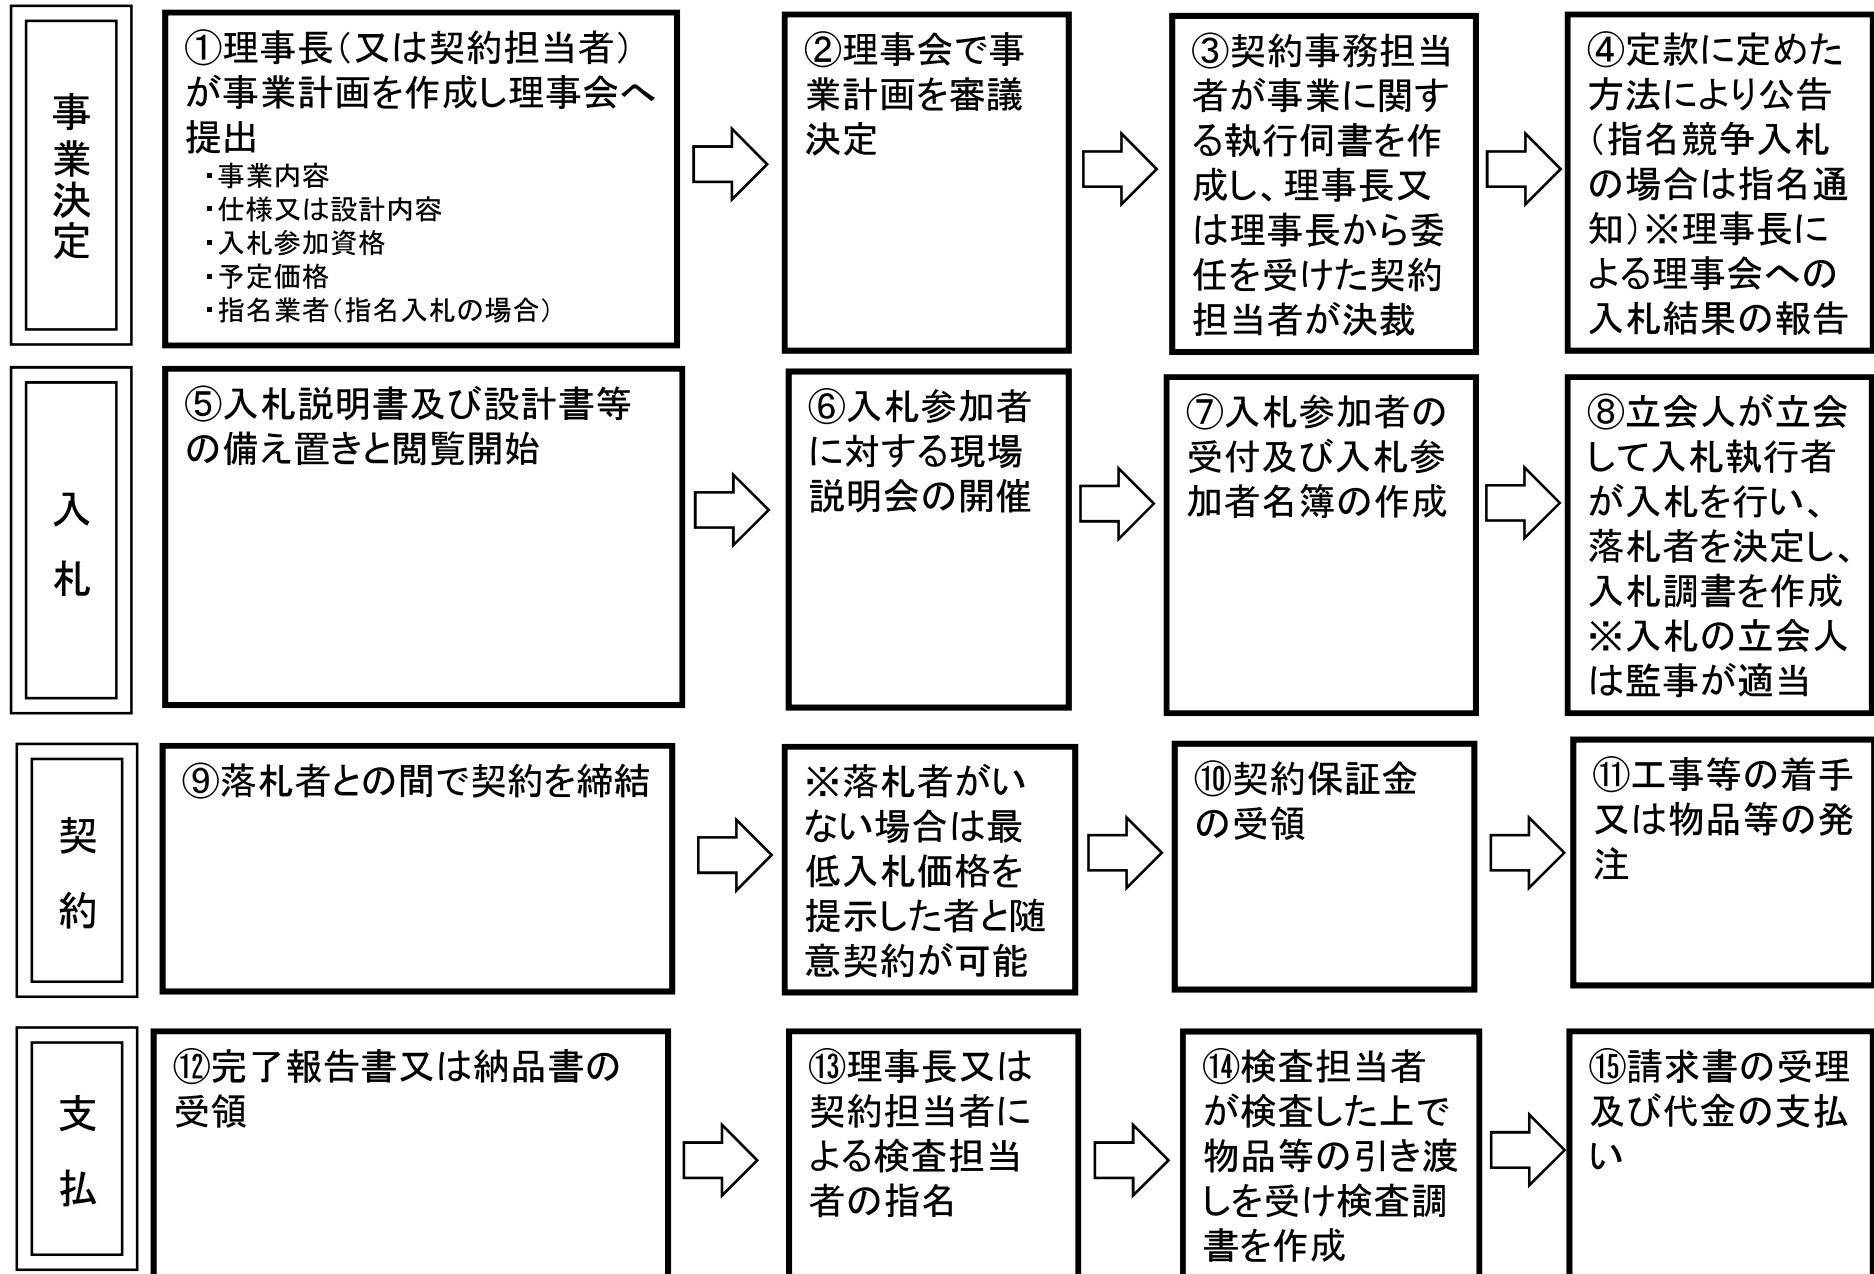 事業決定
①理事長（又は契約担当者）
が事業計画を作成し理事会へ
提出
・事業内容
・仕様又は設計内容
・入札参加資格
・予定価格
・指名業者（指名入札の場合）
②理事会で事
業計画を審議
決定
③契約事務担当
者が事業に関す
る執行伺書を作
成し、理事長又
は理事長から委
任を受けた契約
担当者が決裁
④定款に定めた
方法により公告
（指名競争入札
の場合は指名通
知）※理事長に
よる理事会への
入札結果の報告
入札
⑤入札説明書及び設計書等
の備え置きと閲覧開始
⑥入札参加者
に対する現場
説明会の開催
⑦入札参加者の
受付及び入札参
加者名簿の作成
⑧立会人が立会
して入札執行者
が入札を行い、
落札者を決定し、
入札調書を作成
※入札の立会人
は監事が適当
契約
⑨落札者との間で契約を締結
※落札者がい
ない場合は最
低入札価格を
提示した者と随
意契約が可能
⑩契約保証金
の受領
⑪工事等の着手
又は物品等の発
注
支払
⑫完了報告書又は納品書の
受領
⑬理事長又は
契約担当者に
よる検査担当
者の指名
⑭検査担当者
が検査した上で
物品等の引き渡
しを受け検査調
書を作成
⑮請求書の受理
及び代金の支払
い